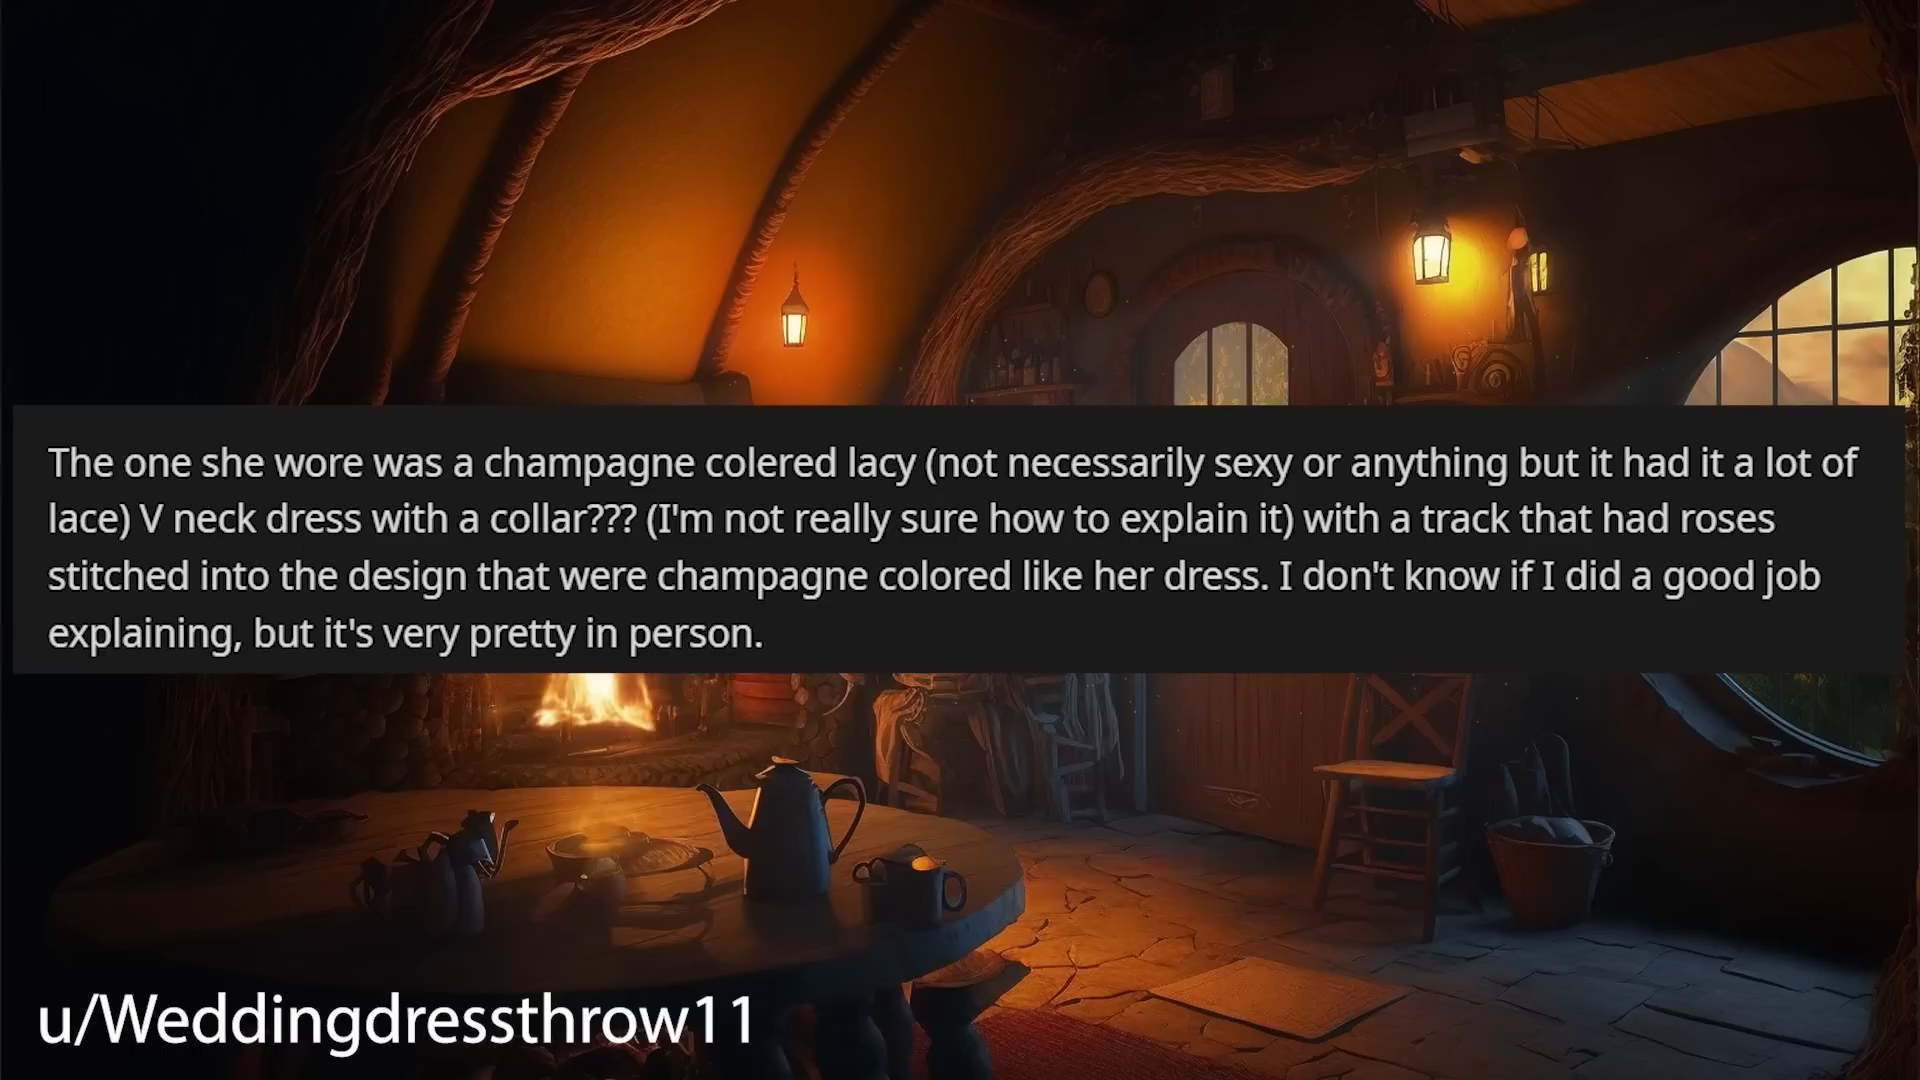 The one she wore was a champagne colered lacy (not necessarily sexy or anything but it had it a lot of
lace) V neck dress with a collar??? (I'm not really sure how to explain it) with a track that had roses
stitched into the design that were champagne colored like her dress. I don't know if I did a good job
explaining, but it's very pretty in person.
u/Weddingdressthrow11